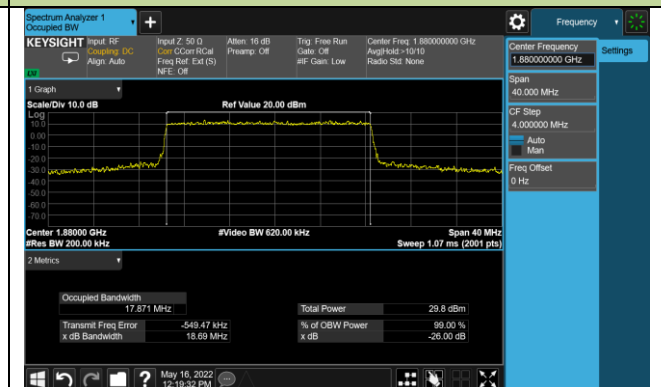 Spectrum Analyzer 1
Occupied BW
Frequency
KEYSIGHT
Input: RF
Coupling: DC
Align: Auto
Input Z: 50 Ω
Corr CCorr RCal
Freq Ref: Ext (S)
NFE: Off
Atten: 16 dB
Preamp: Off
Trig: Free Run
Gate: Off
#IF Gain: Low
Center Freq: 1.880000000 GHz
Avg|Hold:>10/10
Radio Std: None
Center Frequency
1.880000000 GHz
Settings
Span
40.000 MHz
CF Step
4.000000 MHz
Auto
Man
Freq Offset
0 Hz
1 Graph
Scale/Div 10.0 dB
Ref Value 20.00 dBm
Log
10.0
0.00
-10.0
-20.0
-30.0
-40.0
-50.0
-60.0
-70.0
Center 1.88000 GHz
#Video BW 620.00 kHz
Span 40 MHz
#Res BW 200.00 kHz
Sweep 1.07 ms (2001 pts)
2 Metrics
Occupied Bandwidth
17.871 MHz
Total Power
29.8 dBm
Transmit Freq Error
-549.47 kHz
% of OBW Power
99.00 %
x dB Bandwidth
18.69 MHz
x dB
-26.00 dB
May 16, 2022
12:19:32 PM